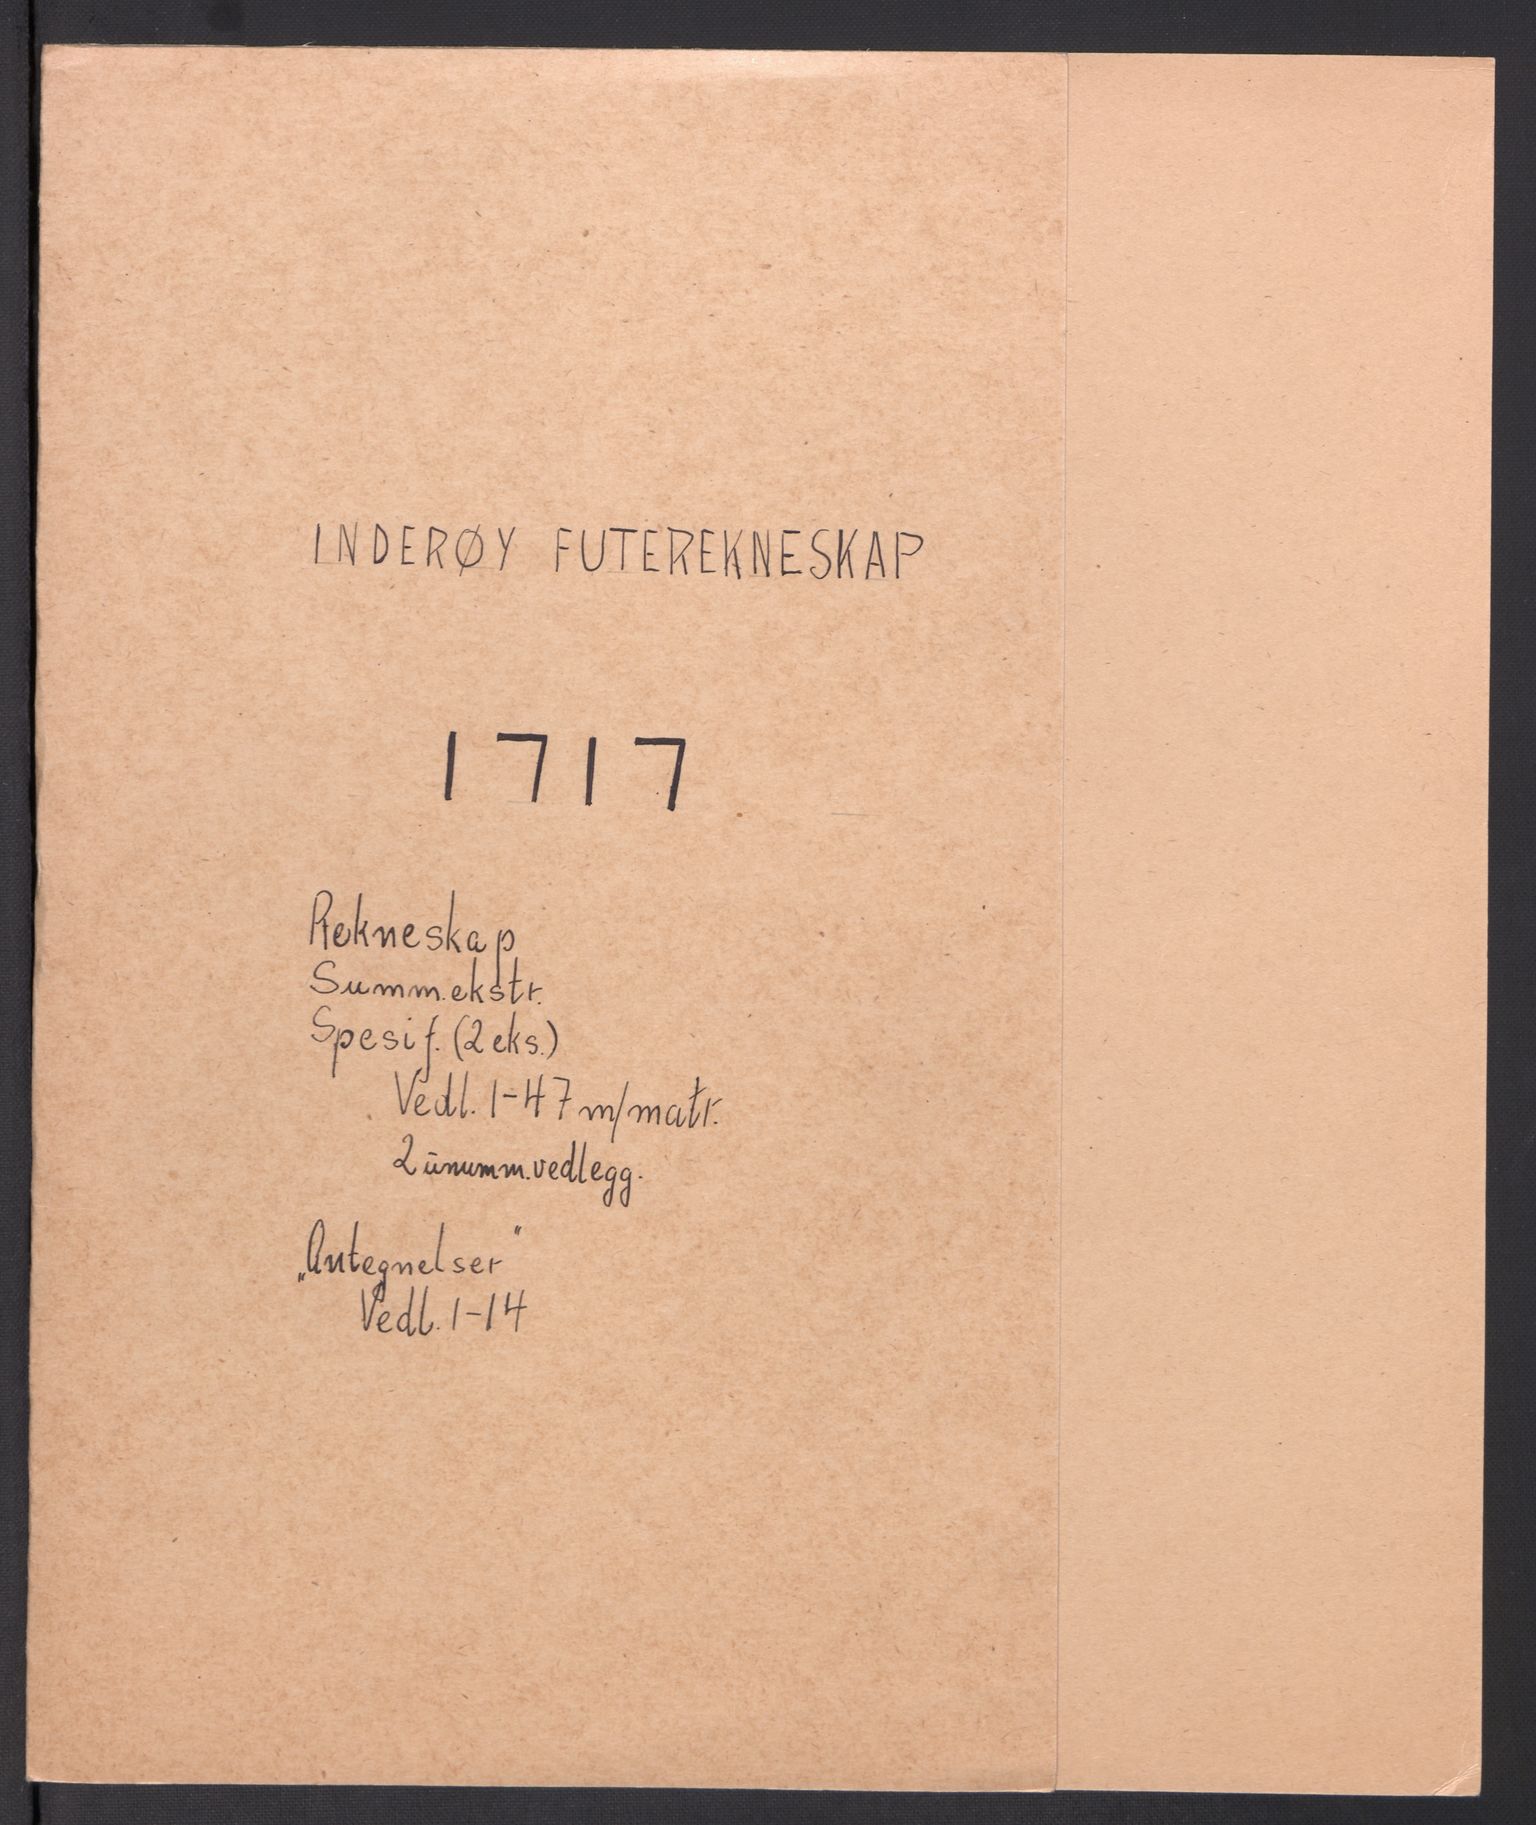 INDERØY FUTEREKNESKAP
1717
Rekneskap
Summ.ekstr.
Spesif. (2 eks.)
Vedl. 1-47 m/matr.
2 unumm. vedlegg.
„Antegnelser"
Vedl. 1-14